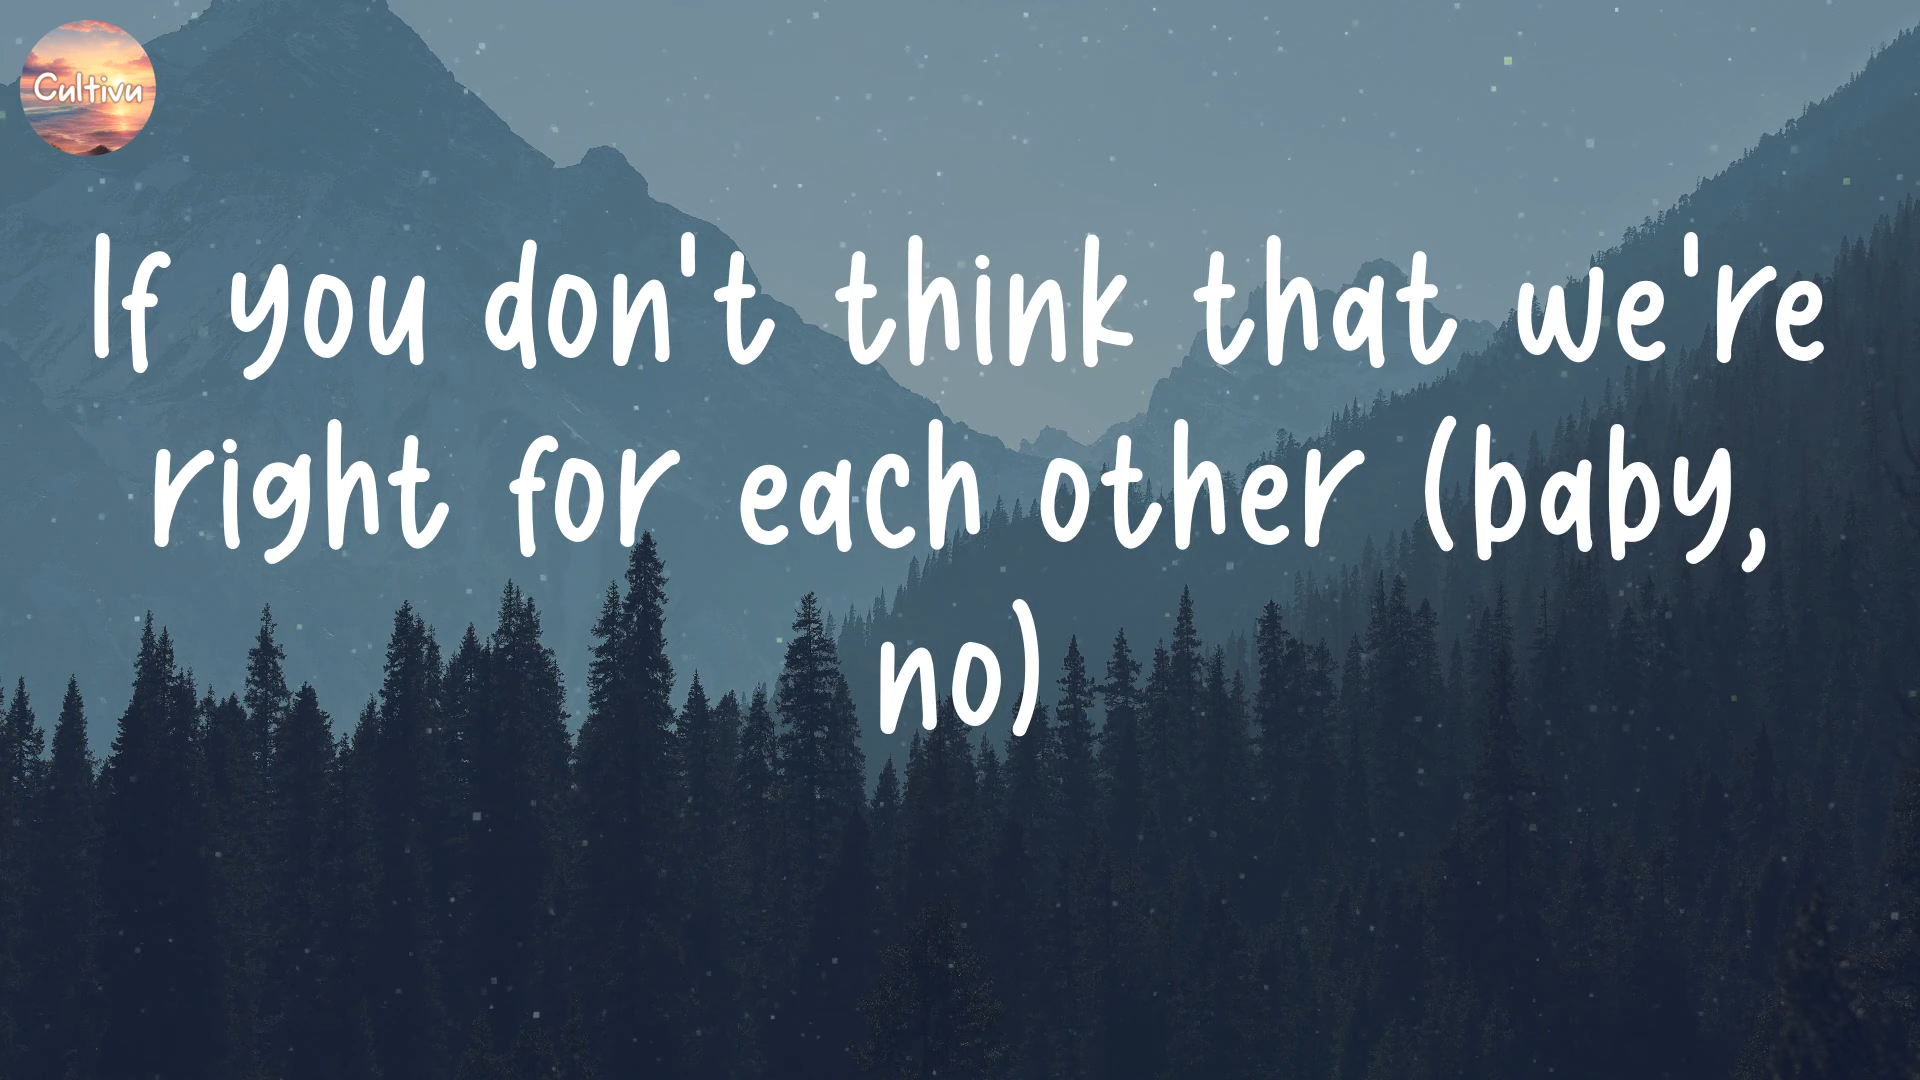 Cultivu
If you don't think that we're
right for each other (baby,
no)